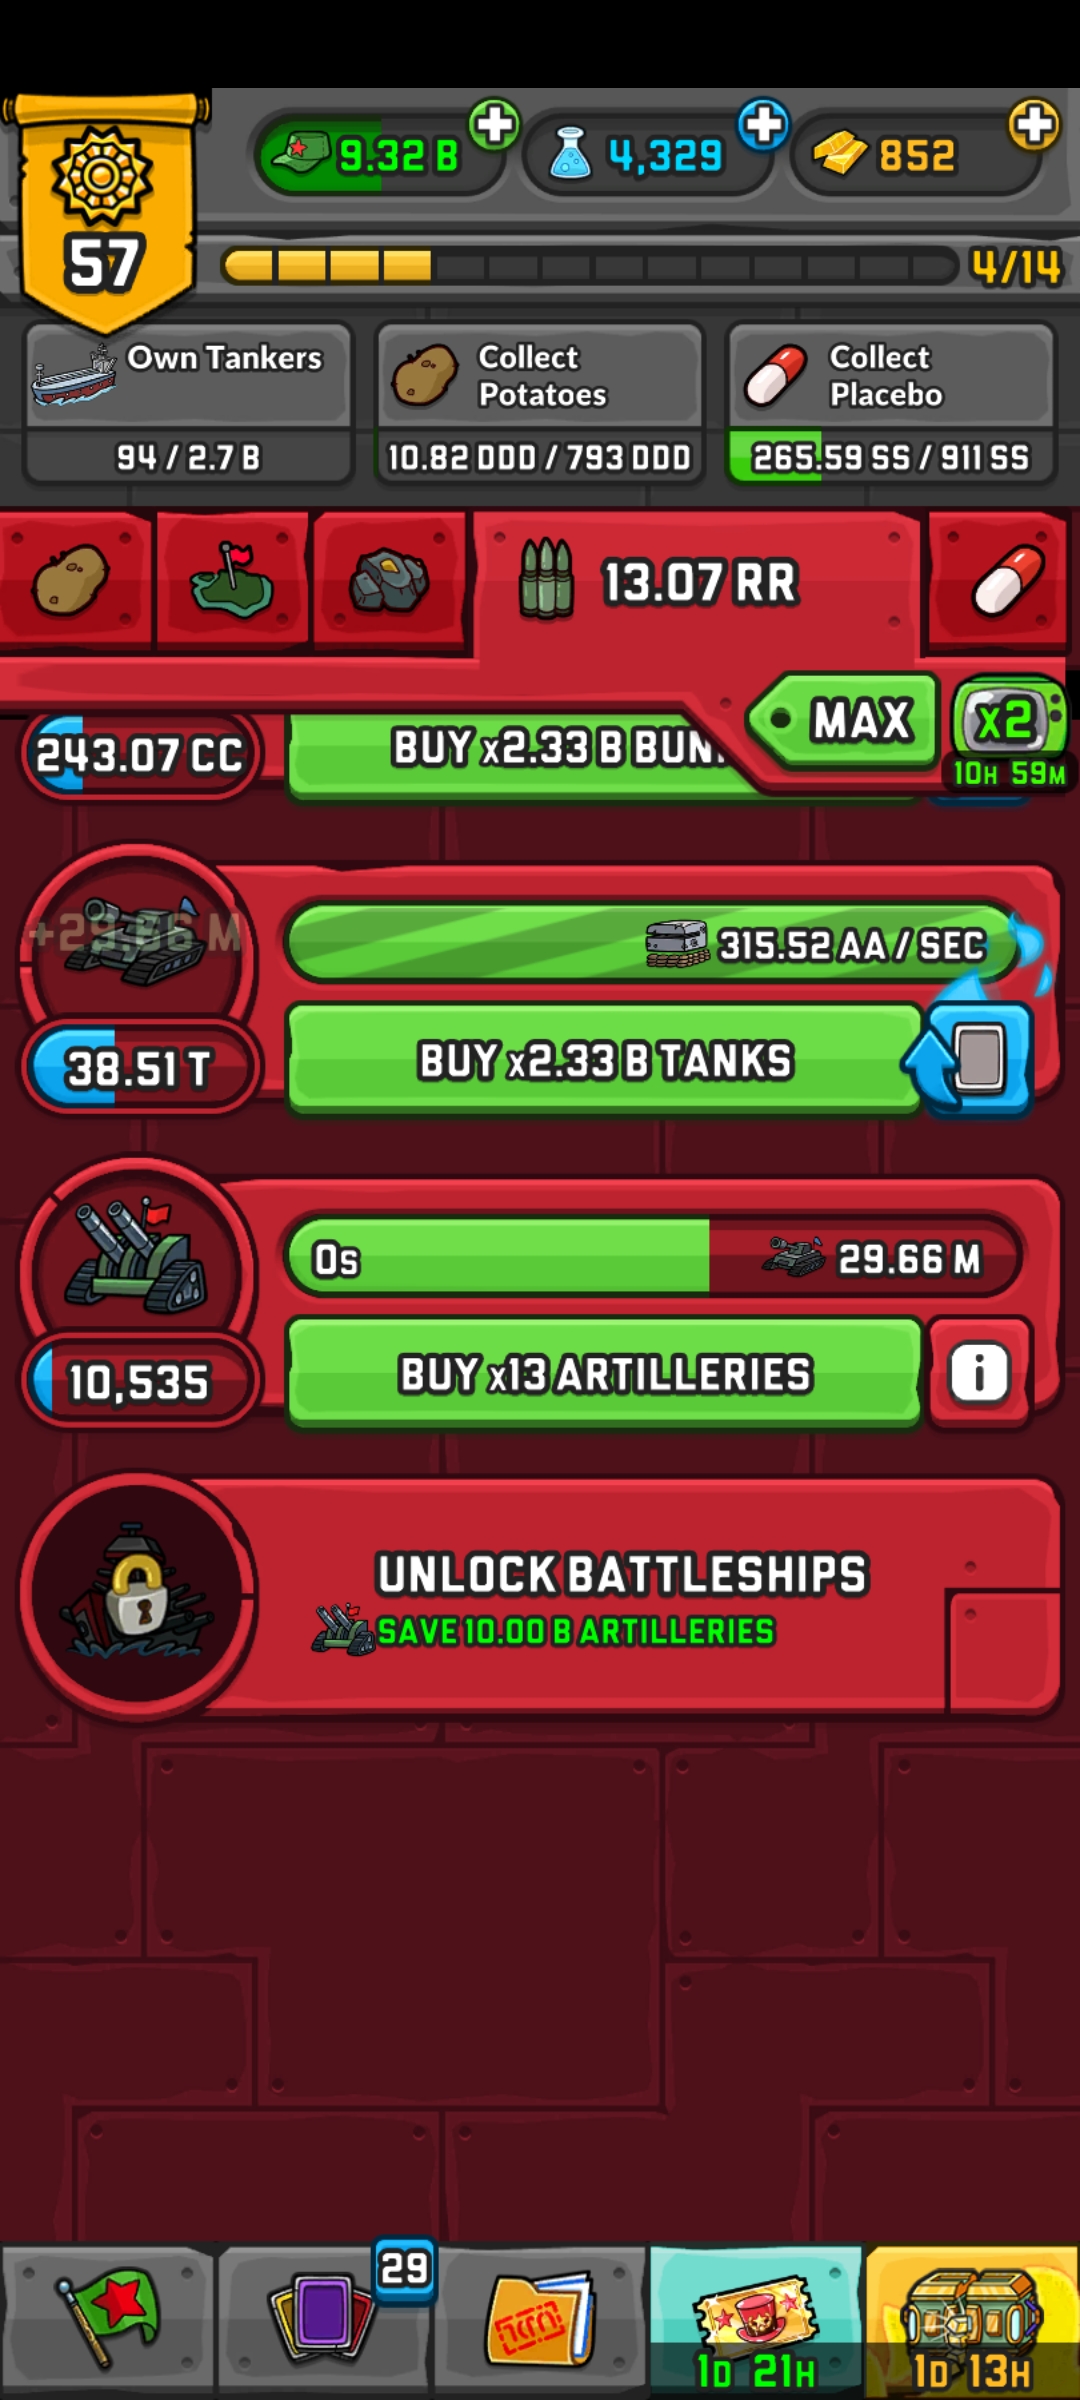 57
9.32 B
4,329
852
4/14
Own Tankers
94 / 2.7 B
Collect
Potatoes
10.82 DDD / 793 DDD
Collect
Placebo
265.59 SS / 911 SS
13.07 RR
MAX
x2
10H 59M
243.07 CC
BUY x2.33 B BUN
+29.66 M
315.52 AA / SEC
38.51 T
BUY x2.33 B TANKS
0s
29.66 M
10,535
BUY x13 ARTILLERIES
i
UNLOCK BATTLESHIPS
SAVE 10.00 B ARTILLERIES
29
1D 21H
1D 13H